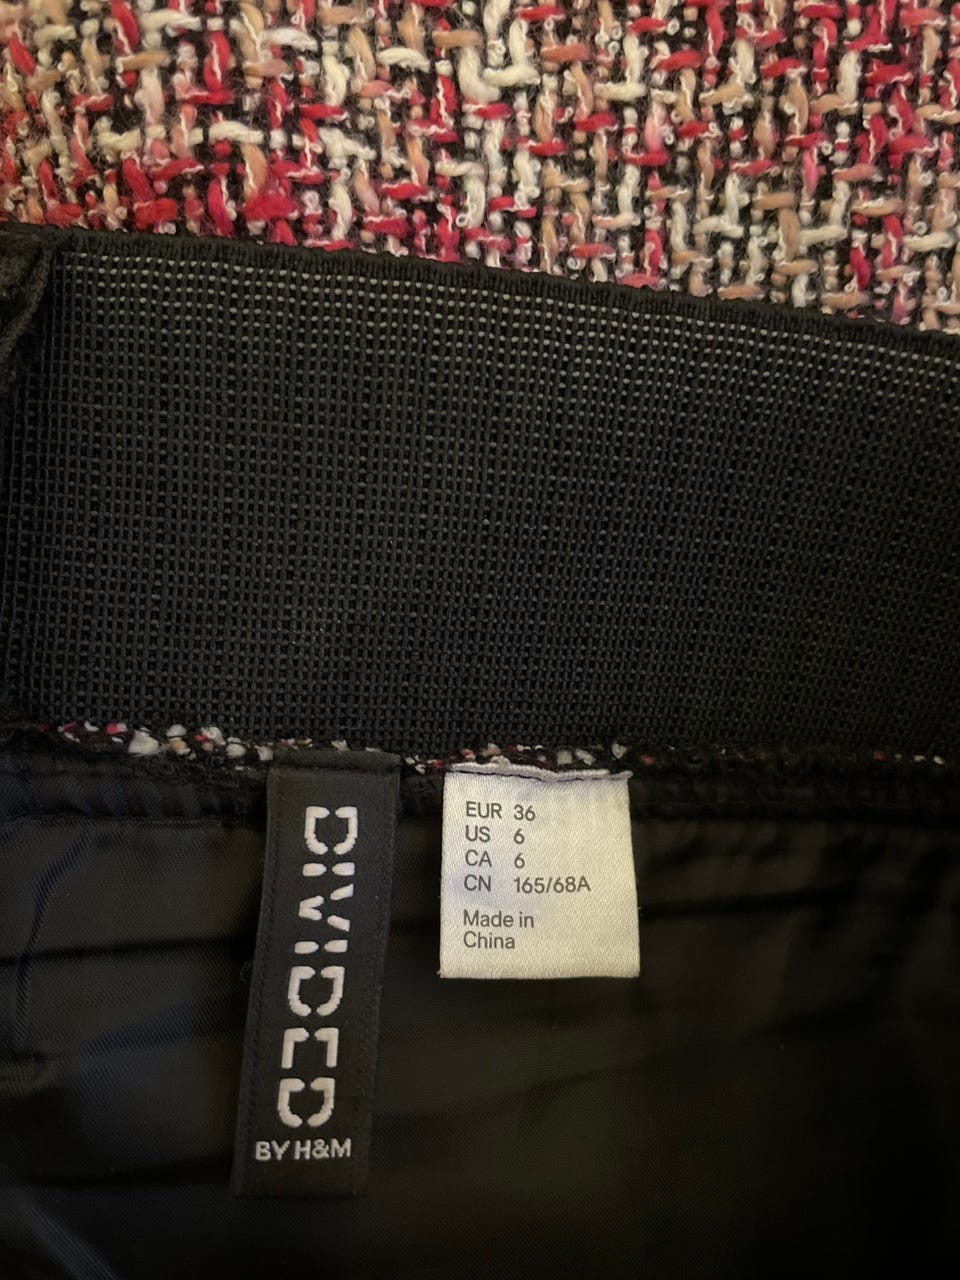 DIVIDED
BY H&M
EUR 36
US 6
CA 6
CN 165/68A
Made in
China